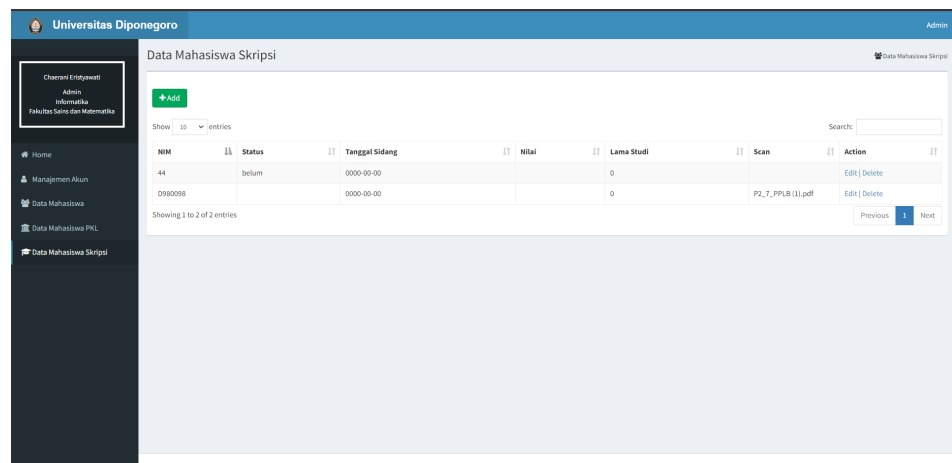 Universitas Diponegoro
Admin
Chaerani Eristyawati
Admin
Informatika
Fakultas Sains dan Matematika
Home
Manajemen Akun
Data Mahasiswa
Data Mahasiswa PKL
Data Mahasiswa Skripsi
Data Mahasiswa Skripsi
Data Mahasiswa Skripsi
Add
Show 10 entries
Search:
NIM Status Tanggal Sidang Nilai Lama Studi Scan Action
44 belum 0000-00-00 0 Edit | Delete
D980098 0000-00-00 0 P2_7_PPLB (1).pdf Edit | Delete
Showing 1 to 2 of 2 entries
Previous 1 Next